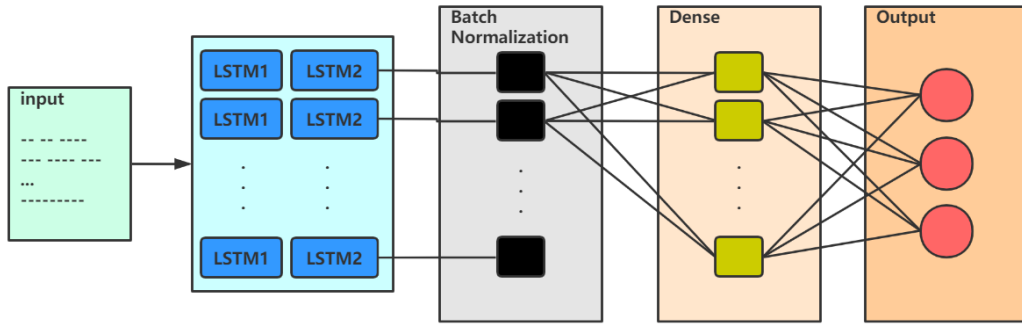 Batch
Normalization
Dense
Output
input
-- -- ----
--- ---- ---
...
---------
LSTM1 LSTM2
LSTM1 LSTM2
LSTM1 LSTM2